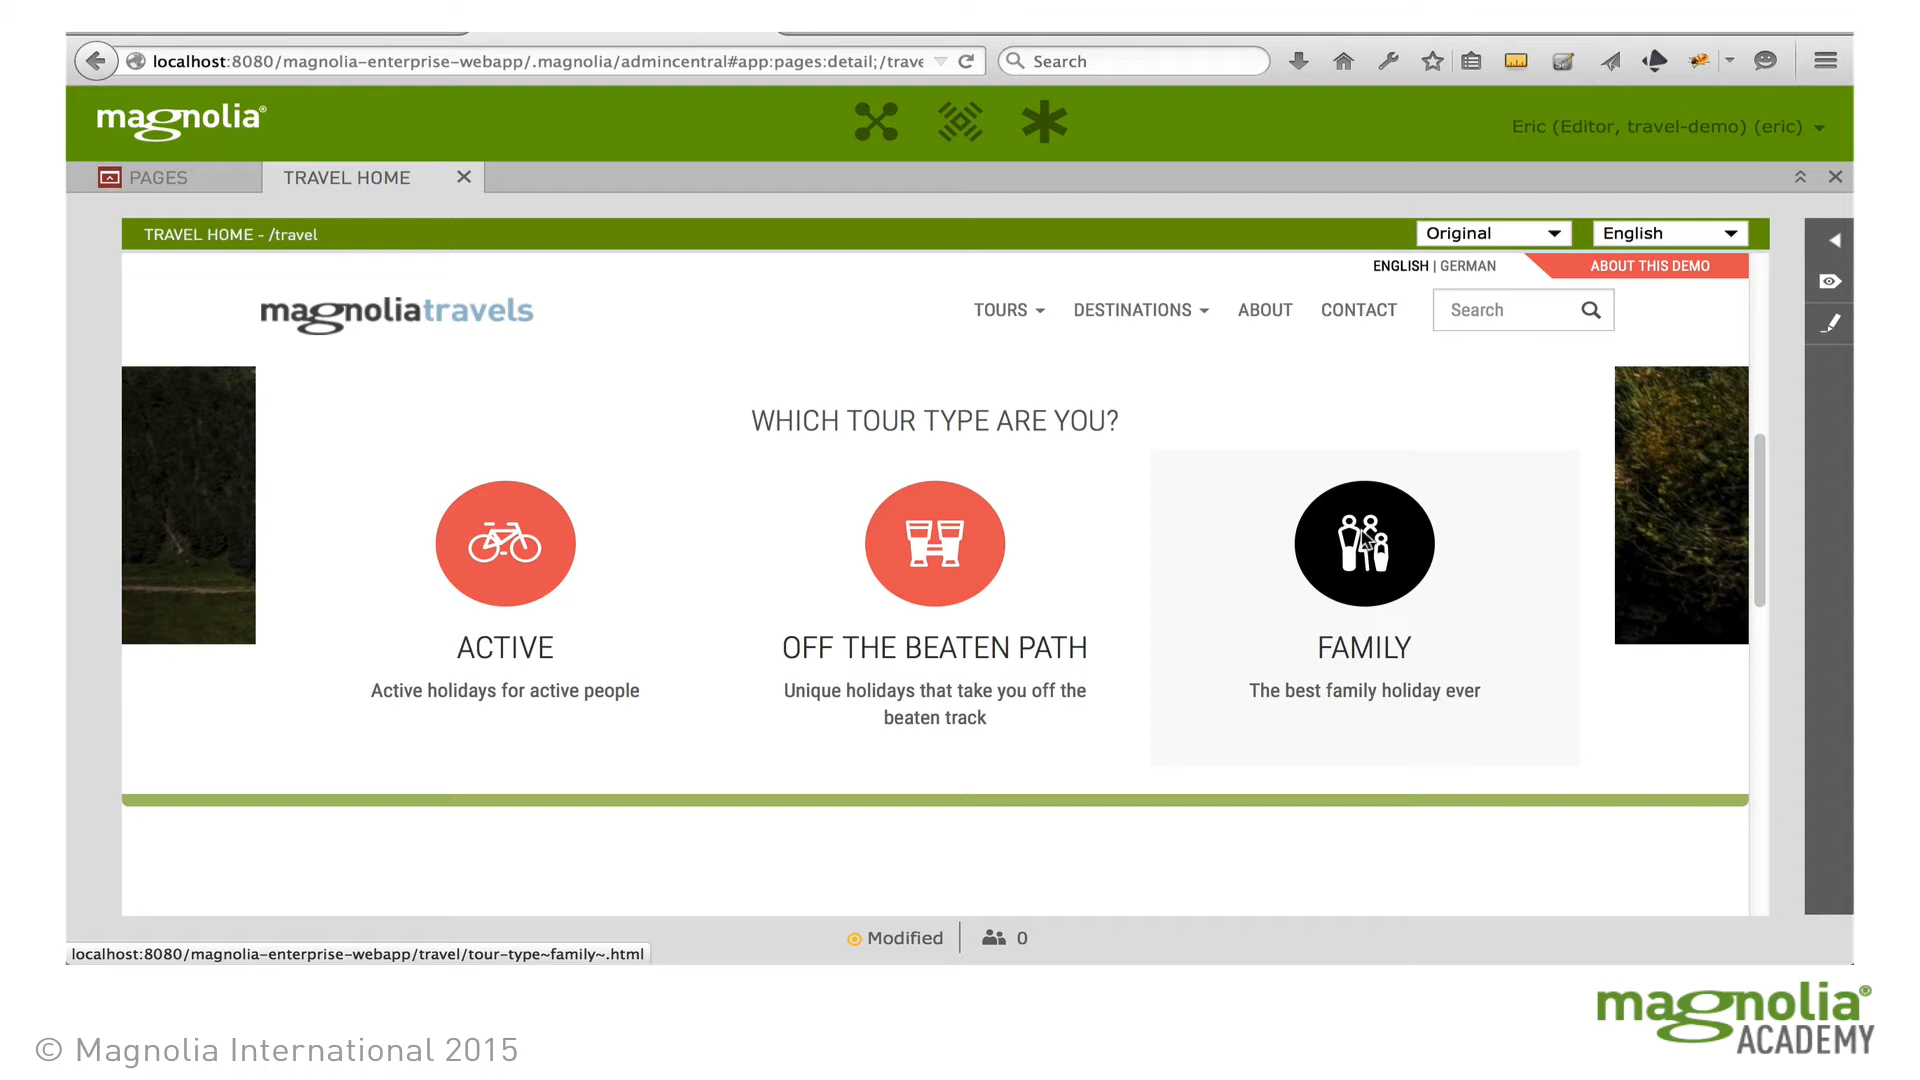 localhost:8080/magnolia-enterprise-webapp/.magnolia/admincentral#app:pages:detail;/trave
Search
magnolia®
Eric (Editor, travel-demo) (eric)
PAGES
TRAVEL HOME
TRAVEL HOME - /travel
Original
English
ENGLISH | GERMAN
ABOUT THIS DEMO
magnoliatravels
TOURS
DESTINATIONS
ABOUT
CONTACT
Search
WHICH TOUR TYPE ARE YOU?
ACTIVE
Active holidays for active people
OFF THE BEATEN PATH
Unique holidays that take you off the
beaten track
FAMILY
The best family holiday ever
Modified
0
localhost:8080/magnolia-enterprise-webapp/travel/tour-type~family~.html
magnolia®
ACADEMY
© Magnolia International 2015